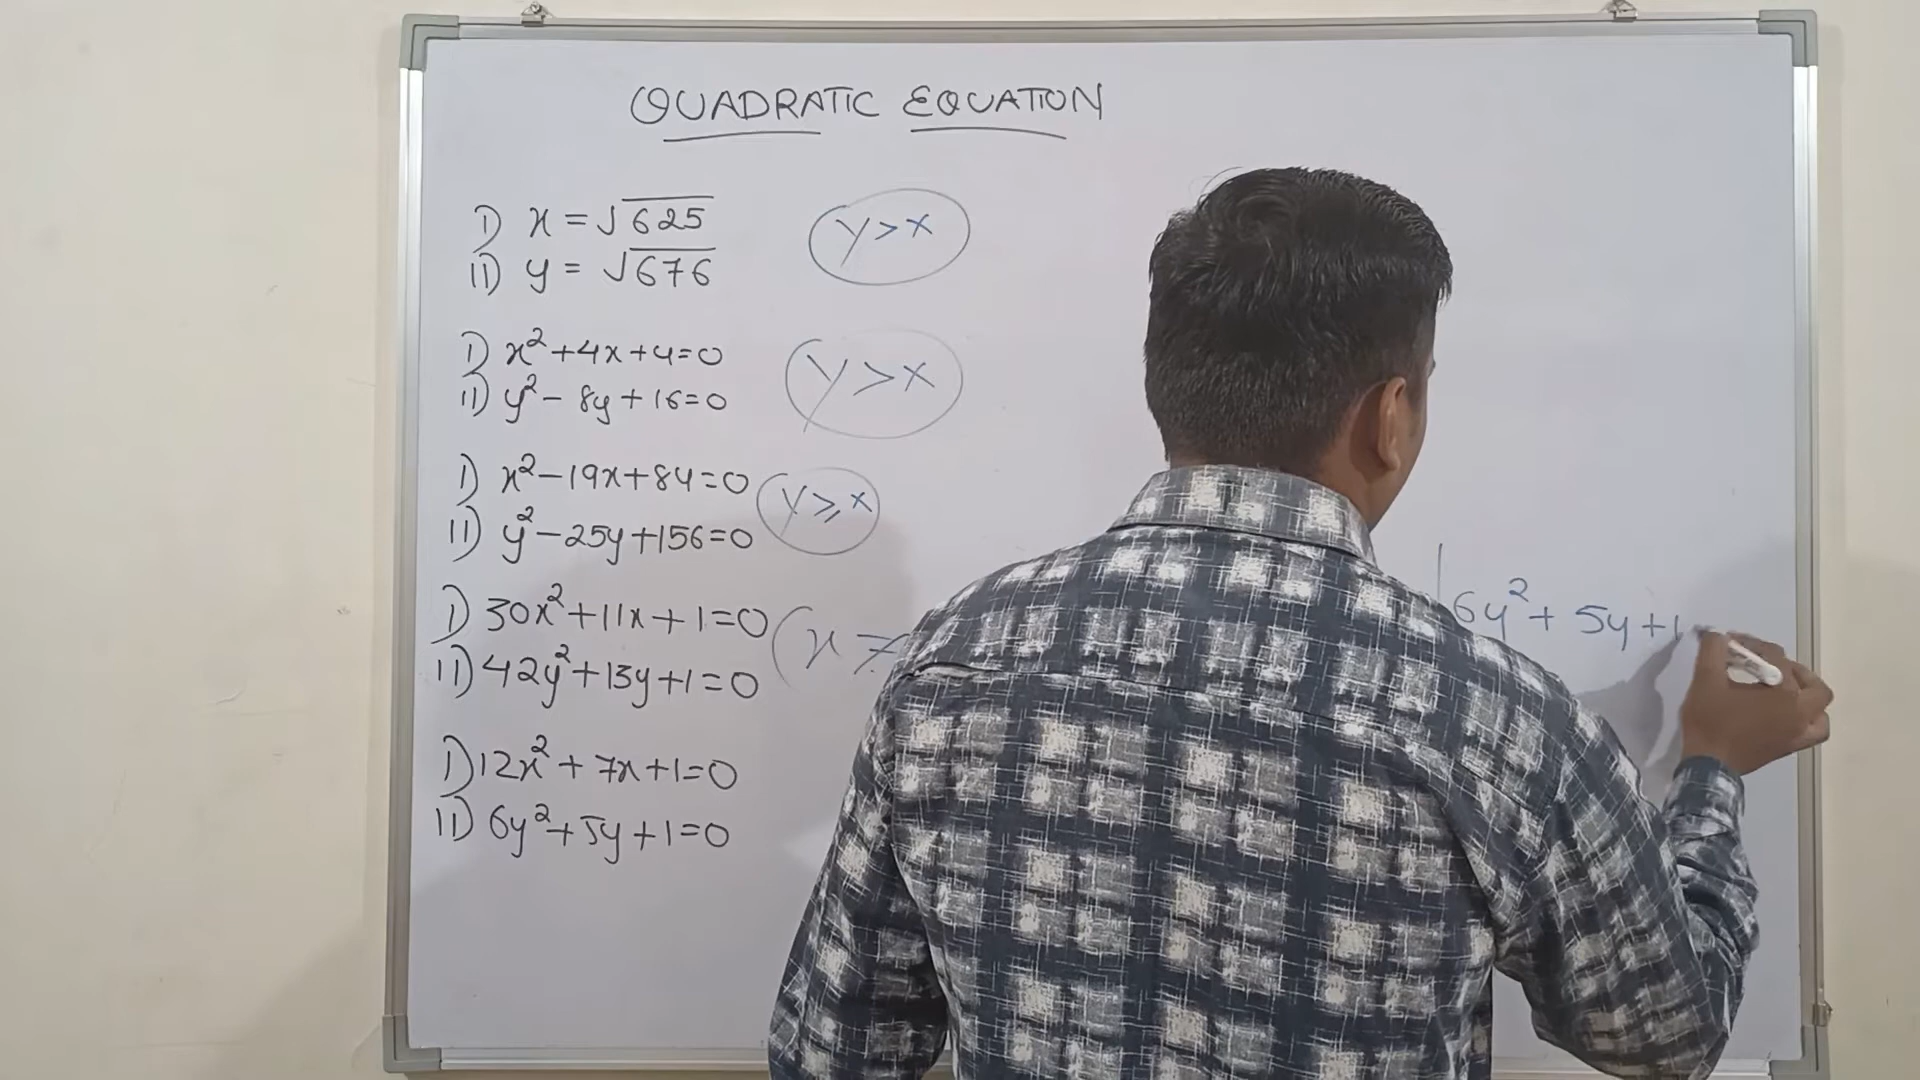 QUADRATIC EQUATION
I) x = √625
II) y = √676
y > x
I) x² + 4x + 4 = 0
II) y² - 8y + 16 = 0
y > x
I) x² - 19x + 84 = 0
II) y² - 25y + 156 = 0
y ≥ x
I) 30x² + 11x + 1 = 0
II) 42y² + 13y + 1 = 0
x
I) 12x² + 7x + 1 = 0
II) 6y² + 5y + 1 = 0
6y² + 5y + 1